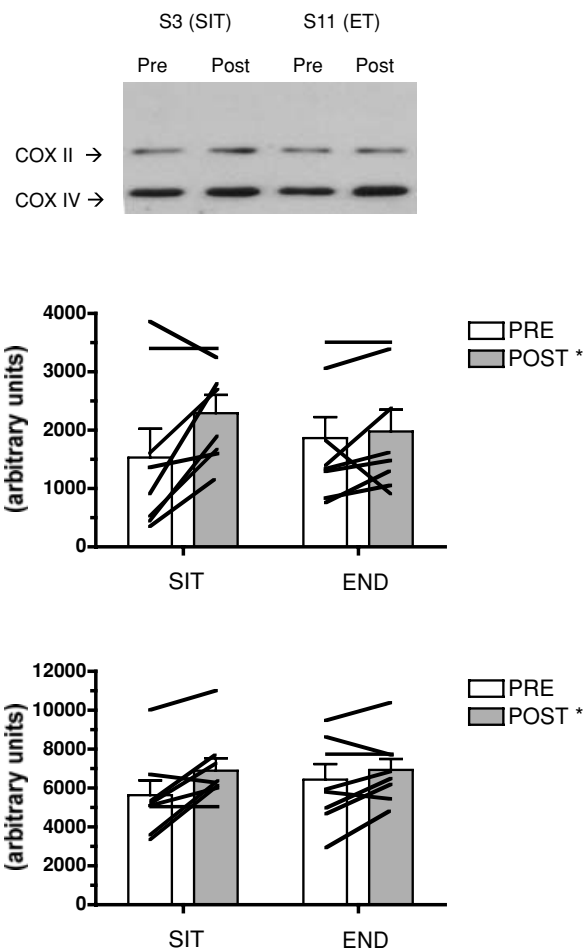 S3 (SIT) S11 (ET)
Pre Post Pre Post
COX II →
COX IV →
4000
3000
2000
1000
0
(arbitrary units)
PRE
POST *
SIT END
12000
10000
8000
6000
4000
2000
0
(arbitrary units)
PRE
POST *
SIT END